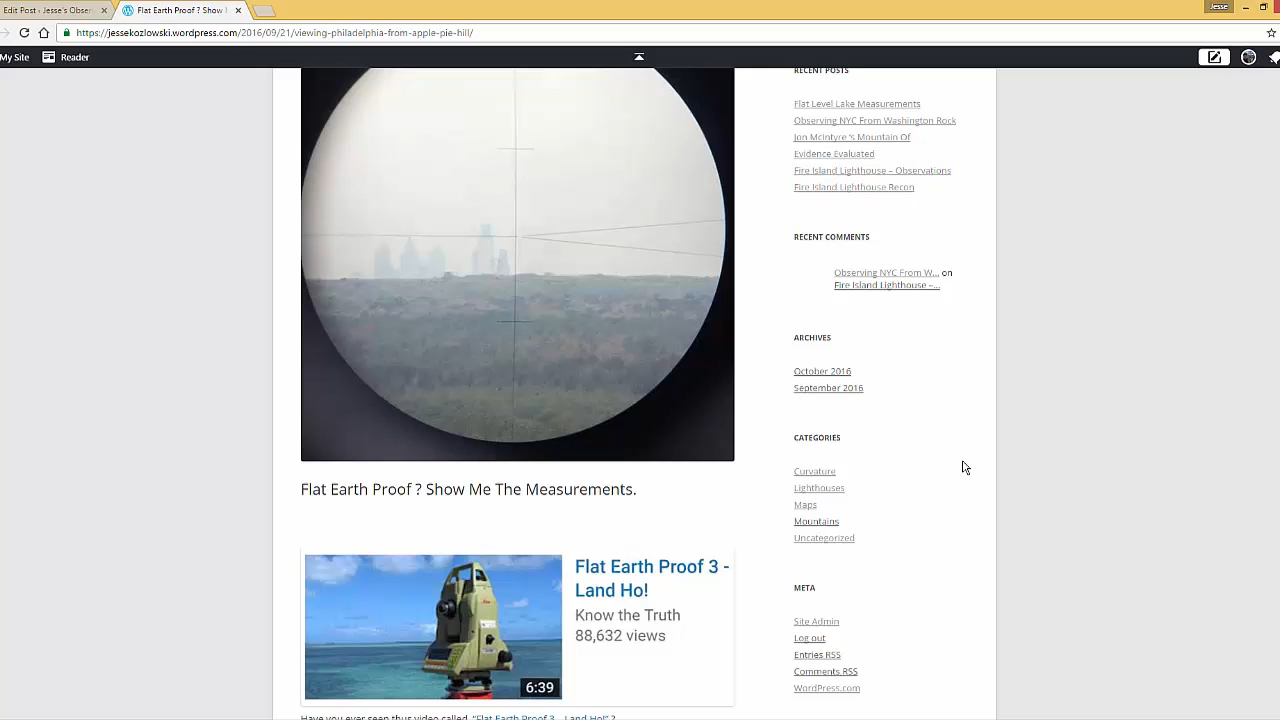 Edit Post ‹ Jesse's Obser
Flat Earth Proof ? Show M
Jesse
https://jessekozlowski.wordpress.com/2016/09/21/viewing-philadelphia-from-apple-pie-hill/
My Site
Reader
RECENT POSTS
Flat Level Lake Measurements
Observing NYC From Washington Rock
Jon McIntyre 's Mountain Of
Evidence Evaluated
Fire Island Lighthouse – Observations
Fire Island Lighthouse Recon
RECENT COMMENTS
Observing NYC From W... on
Fire Island Lighthouse –...
ARCHIVES
October 2016
September 2016
CATEGORIES
Curvature
Lighthouses
Maps
Mountains
Uncategorized
META
Site Admin
Log out
Entries RSS
Comments RSS
WordPress.com
Flat Earth Proof ? Show Me The Measurements.
Flat Earth Proof 3 -
Land Ho!
Know the Truth
88,632 views
6:39
Have you ever seen thus video called "Flat Earth Proof 3 – Land Ho!" ?